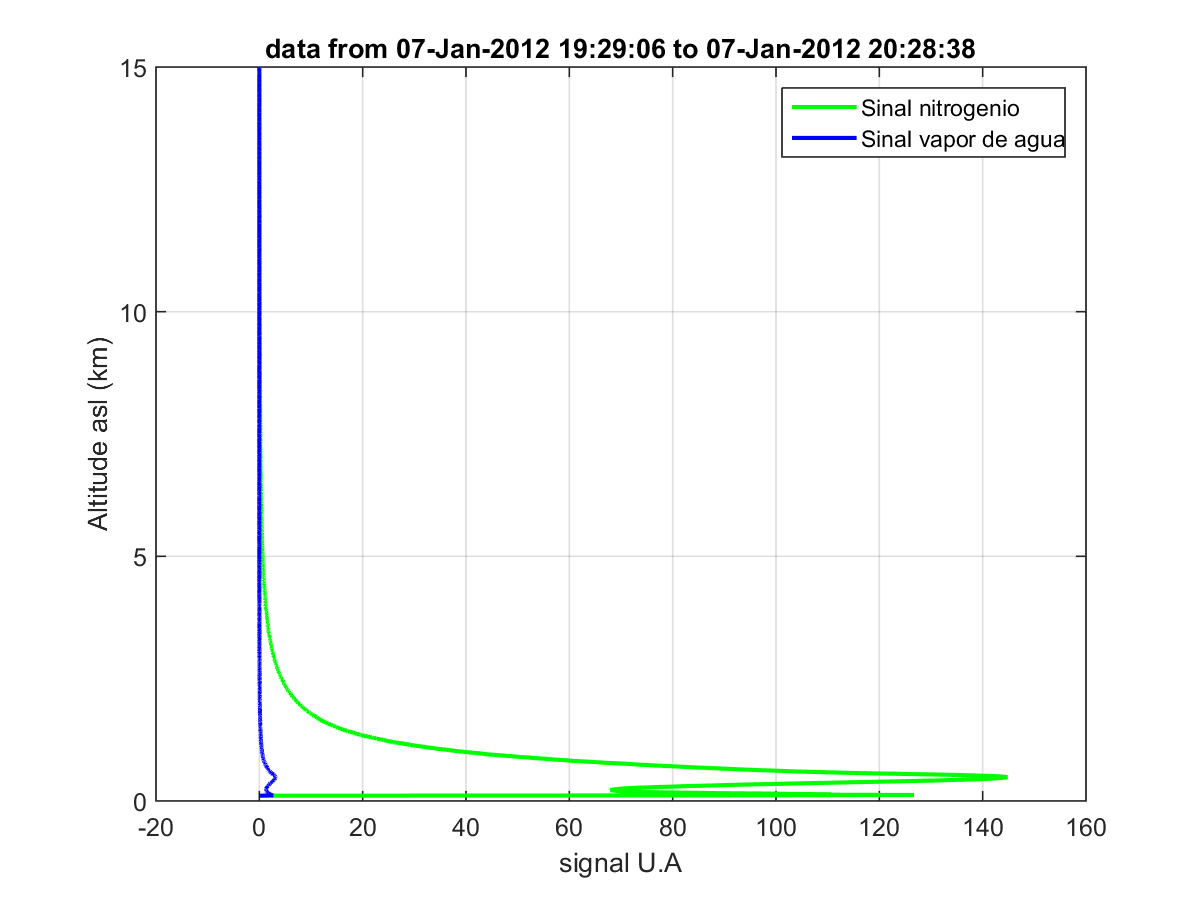 data from 07-Jan-2012 19:29:06 to 07-Jan-2012 20:28:38
15
Sinal nitrogenio
Sinal vapor de agua
10
Altitude asl (km)
5
0
-20 0 20 40 60 80 100 120 140 160
signal U.A